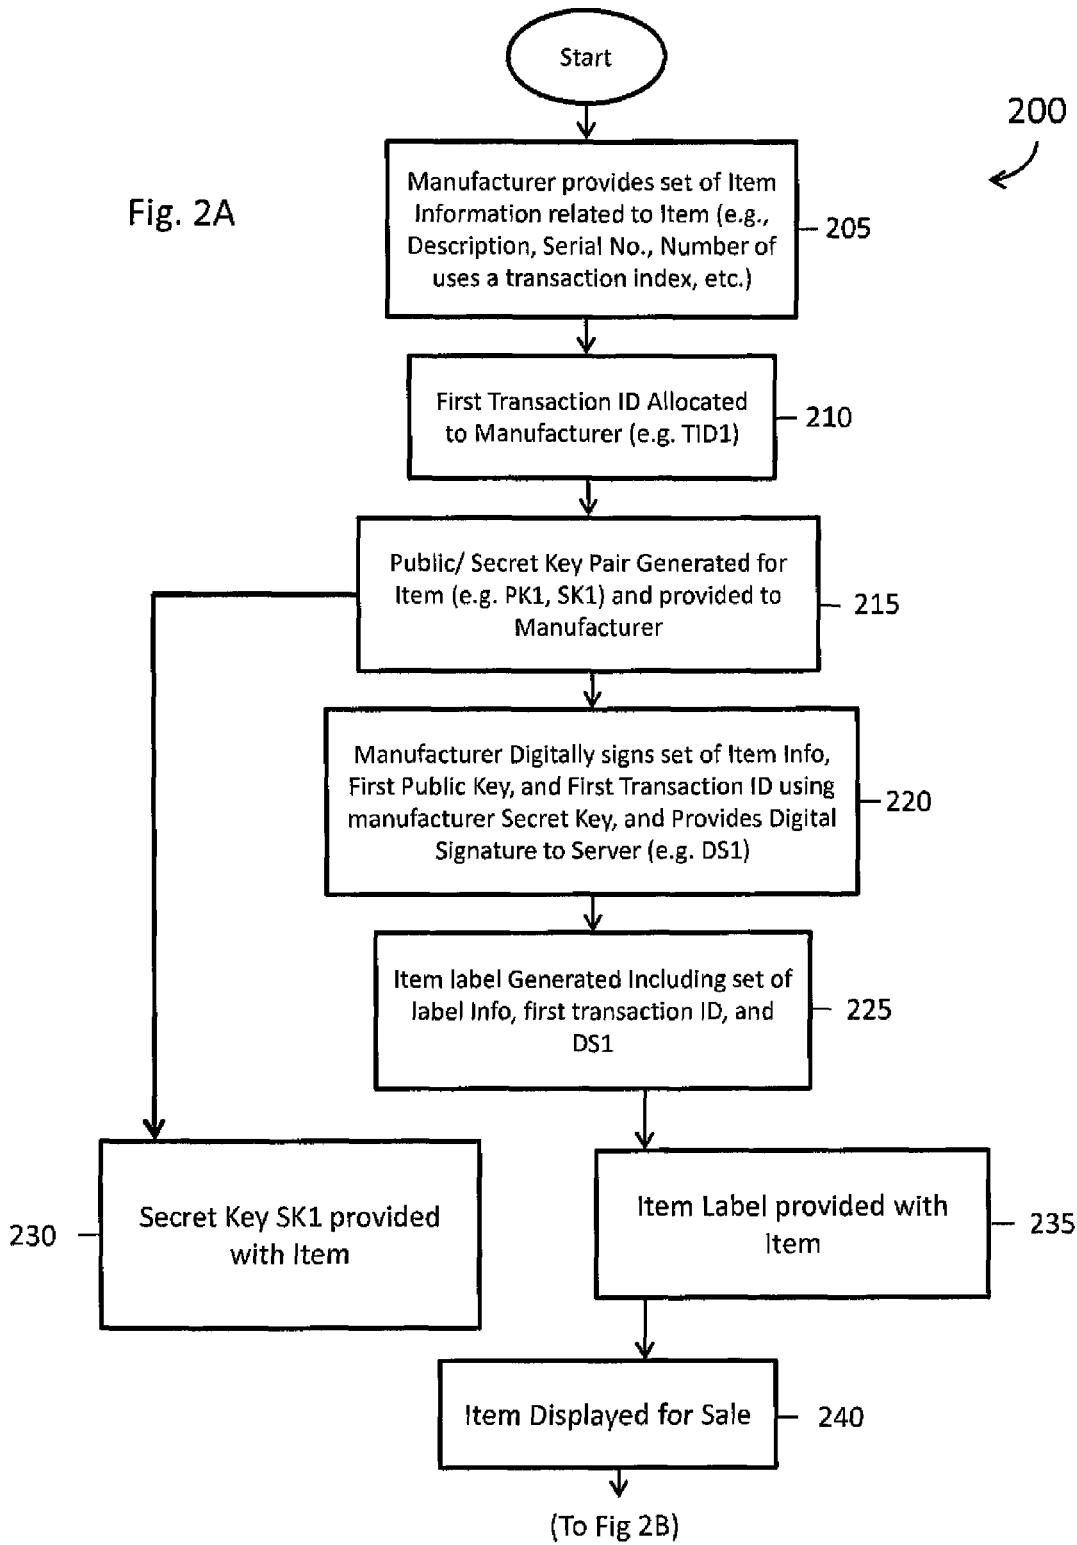 Start
200
Fig. 2A
Manufacturer provides set of Item
Information related to Item (e.g.,
Description, Serial No., Number of
uses a transaction index, etc.)
205
First Transaction ID Allocated
to Manufacturer (e.g. TID1)
210
Public/ Secret Key Pair Generated for
Item (e.g. PK1, SK1) and provided to
Manufacturer
215
Manufacturer Digitally signs set of Item Info,
First Public Key, and First Transaction ID using
manufacturer Secret Key, and Provides Digital
Signature to Server (e.g. DS1)
220
Item label Generated Including set of
label Info, first transaction ID, and
DS1
225
230
Secret Key SK1 provided
with Item
Item Label provided with
Item
235
Item Displayed for Sale
240
(To Fig 2B)